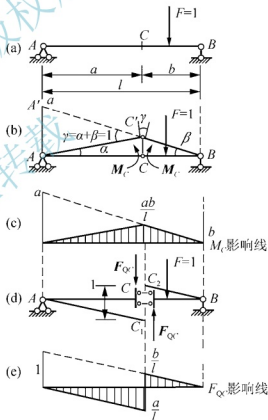 F=1
(a) A C B
a b
l
A' a
(b) γ=α+β=1 C' γ F=1
A α β B
M_C C M_C
(c) a ab/l b
M_C影响线
F_QC C_2 F=1
(d) A 1 C B
C_1 F_QC
(e) 1 b/l
F_QC影响线
a/l